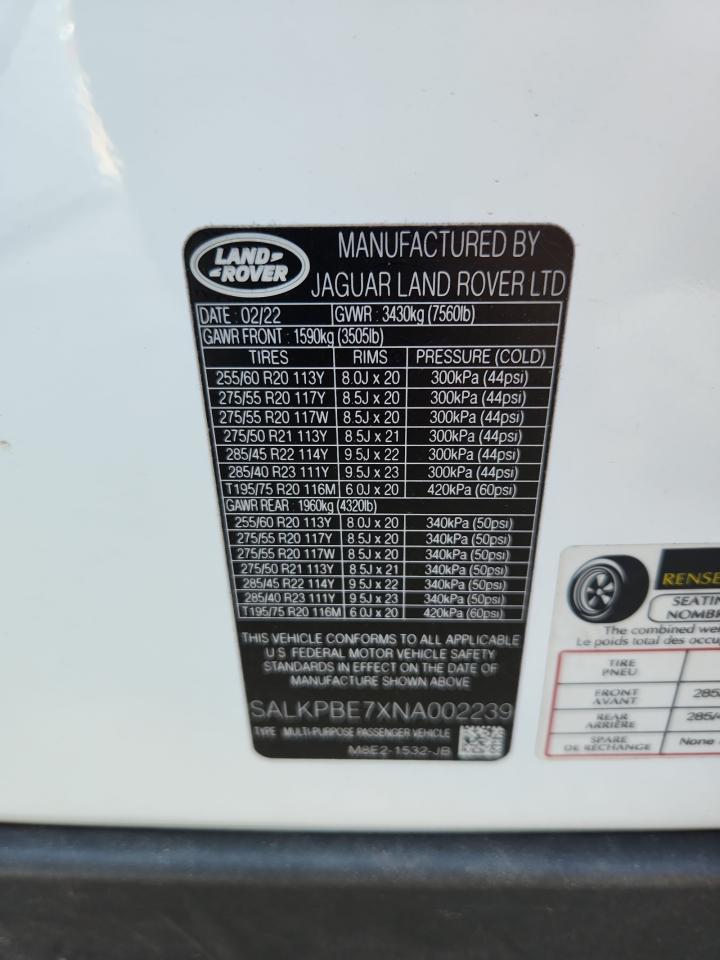 LAND ROVER
MANUFACTURED BY
JAGUAR LAND ROVER LTD
DATE : 02/22 GVWR : 3430kg (7560lb)
GAWR FRONT : 1590kg (3505lb)
TIRES RIMS PRESSURE (COLD)
255/60 R20 113Y 8.0J x 20 300kPa (44psi)
275/55 R20 117Y 8.5J x 20 300kPa (44psi)
275/55 R20 117W 8.5J x 20 300kPa (44psi)
275/50 R21 113Y 8.5J x 21 300kPa (44psi)
285/45 R22 114Y 9.5J x 22 300kPa (44psi)
285/40 R23 111Y 9.5J x 23 300kPa (44psi)
T195/75 R20 116M 6.0J x 20 420kPa (60psi)
GAWR REAR : 1960kg (4320lb)
255/60 R20 113Y 8.0J x 20 340kPa (50psi)
275/55 R20 117Y 8.5J x 20 340kPa (50psi)
275/55 R20 117W 8.5J x 20 340kPa (50psi)
275/50 R21 113Y 8.5J x 21 340kPa (50psi)
285/45 R22 114Y 9.5J x 22 340kPa (50psi)
285/40 R23 111Y 9.5J x 23 340kPa (50psi)
T195/75 R20 116M 6.0J x 20 420kPa (60psi)
THIS VEHICLE CONFORMS TO ALL APPLICABLE
U.S. FEDERAL MOTOR VEHICLE SAFETY
STANDARDS IN EFFECT ON THE DATE OF
MANUFACTURE SHOWN ABOVE.
SALKPBE7XNA002239
TYPE : MULTI-PURPOSE PASSENGER VEHICLE
M8E2-1532-JB
RENSE
SEATIN
NOMBR
The combined wei
Le poids total des occup
TIRE
PNEU
FRONT
AVANT 285
REAR
ARRIÈRE 285/4
SPARE
DE RECHANGE None